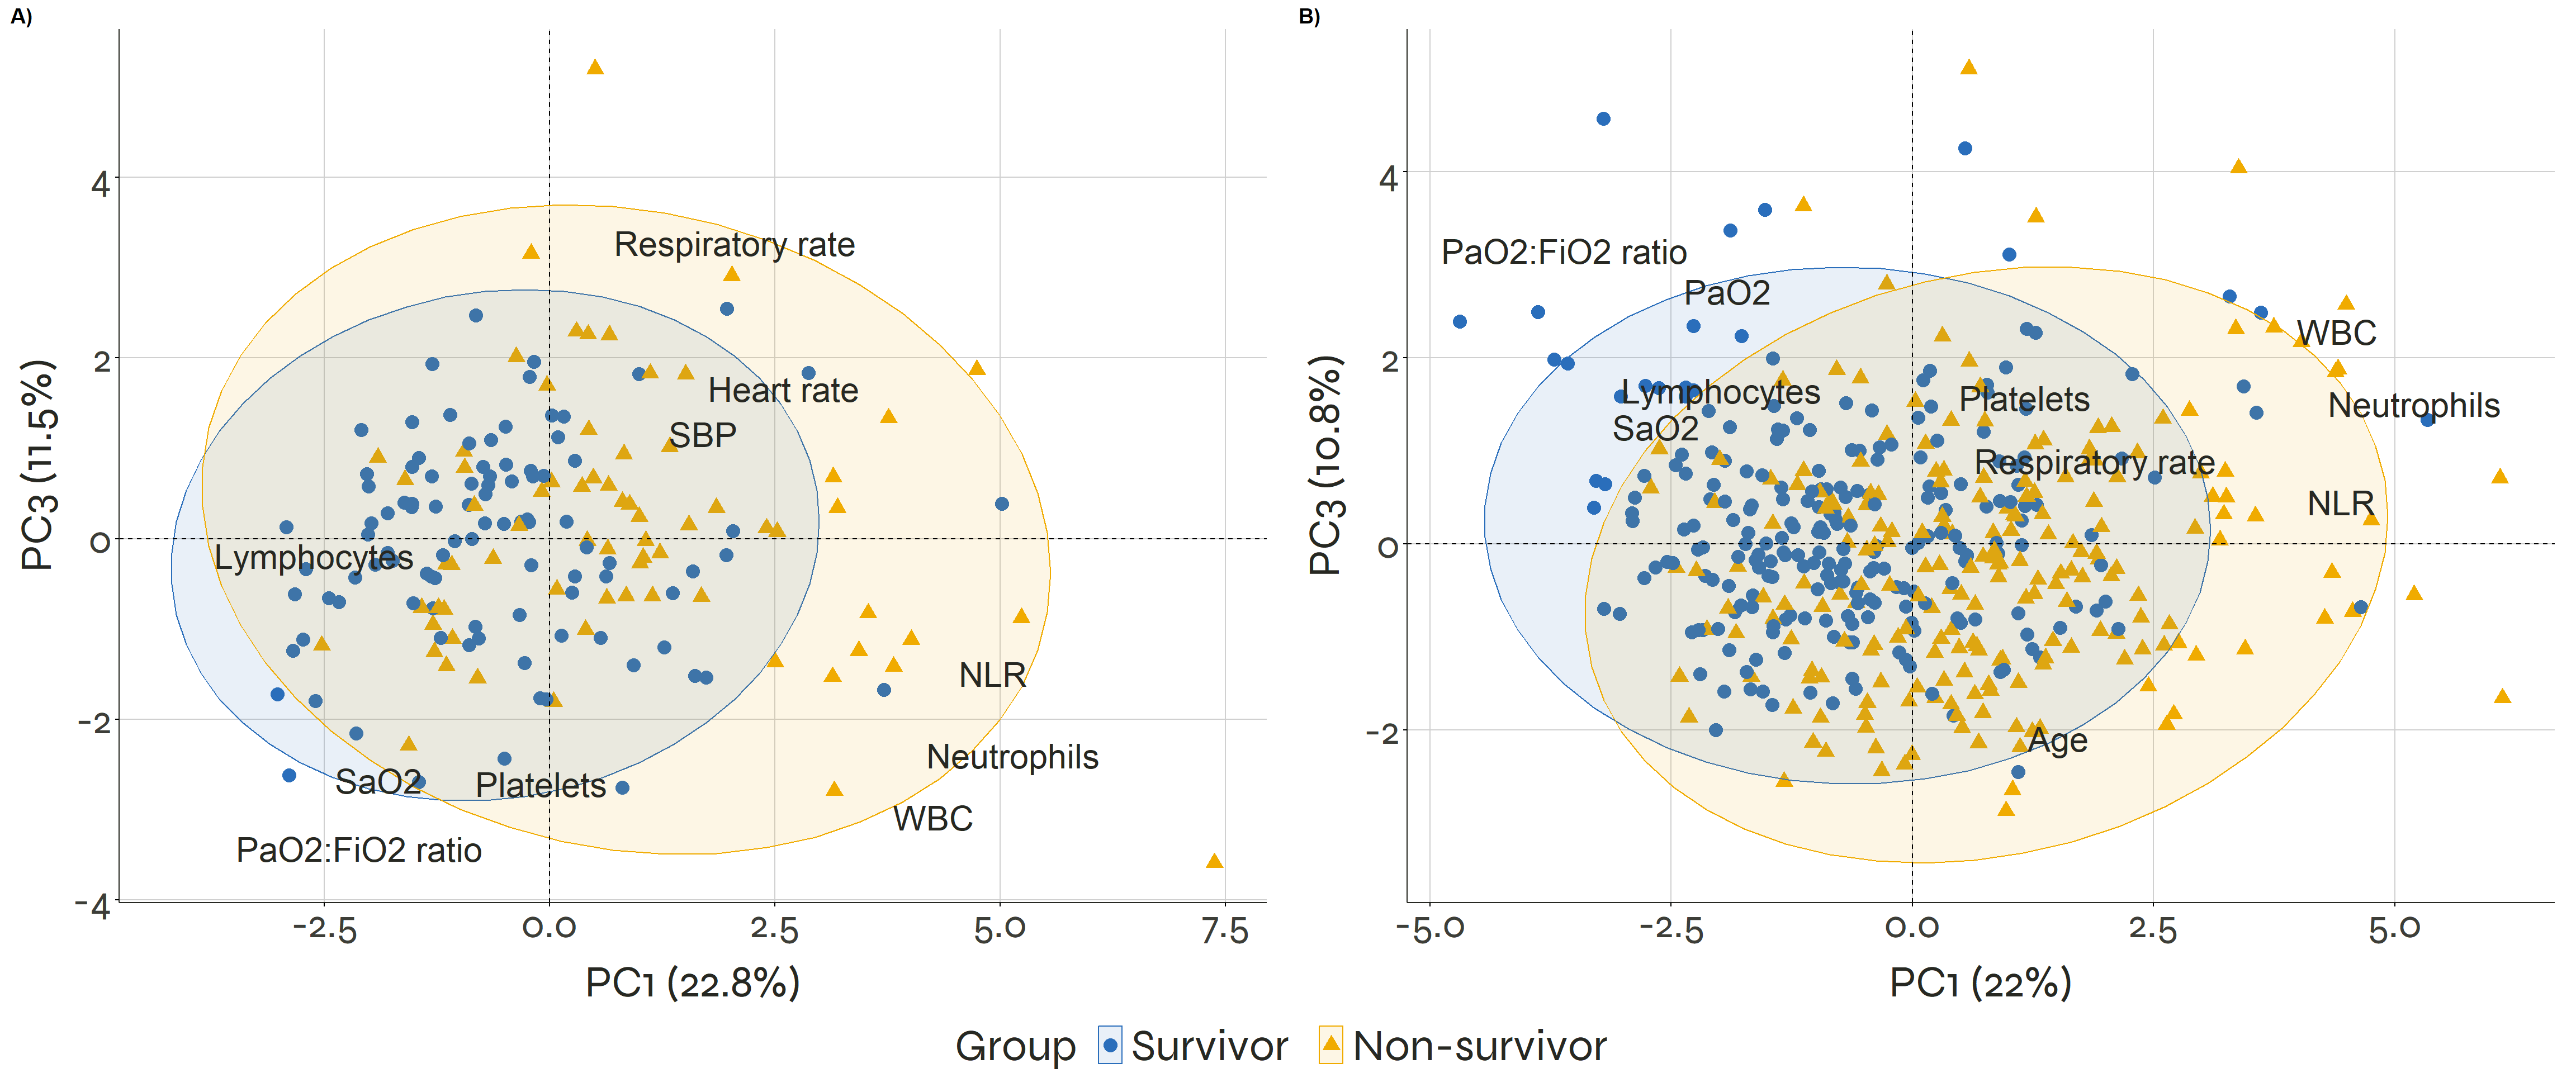 A)
B)
4
2
0
-2
-4
PC3 (11.5%)
Respiratory rate
Heart rate
SBP
Lymphocytes
NLR
Neutrophils
SaO2
Platelets
WBC
PaO2:FiO2 ratio
-2.5
0.0
2.5
5.0
7.5
PC1 (22.8%)
4
2
0
-2
PC3 (10.8%)
PaO2:FiO2 ratio
PaO2
WBC
Lymphocytes
Platelets
Neutrophils
SaO2
Respiratory rate
NLR
Age
-5.0
-2.5
0.0
2.5
5.0
PC1 (22%)
Group Survivor Non-survivor